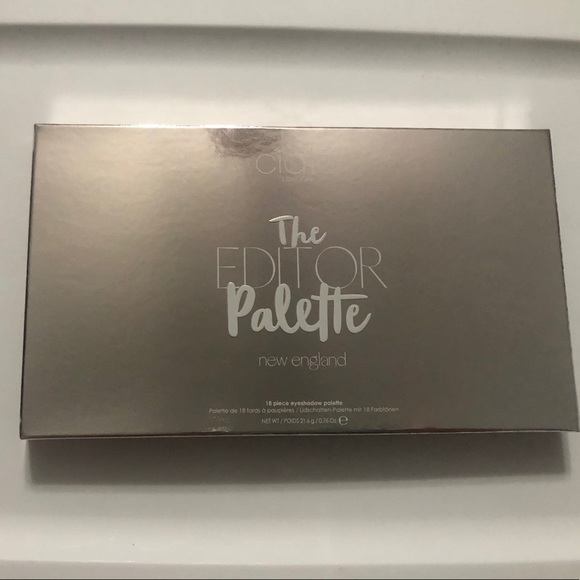 The
EDITOR
Palette
new england
18 piece eyeshadow palette
Palette de 18 fards à paupières / Lidschatten-Palette mit 18 Farbtönen
NET WT / POIDS 21.6 g / 0.76 Oz ℮